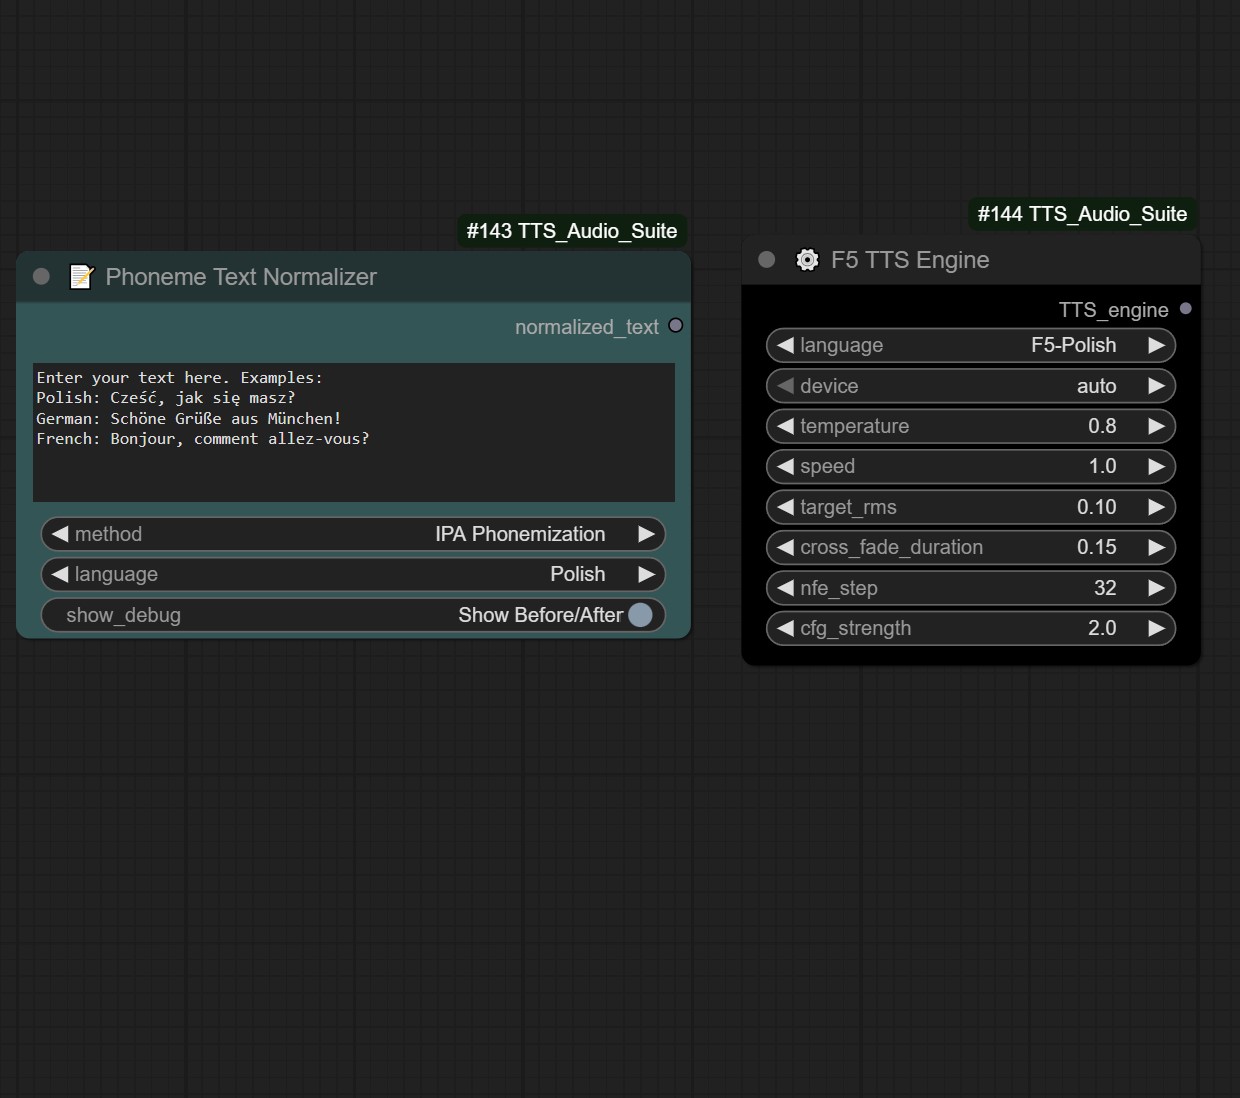 #143 TTS_Audio_Suite
Phoneme Text Normalizer
normalized_text
Enter your text here. Examples:
Polish: Cześć, jak się masz?
German: Schöne Grüße aus München!
French: Bonjour, comment allez-vous?
method IPA Phonemization
language Polish
show_debug Show Before/After
#144 TTS_Audio_Suite
F5 TTS Engine
TTS_engine
language F5-Polish
device auto
temperature 0.8
speed 1.0
target_rms 0.10
cross_fade_duration 0.15
nfe_step 32
cfg_strength 2.0